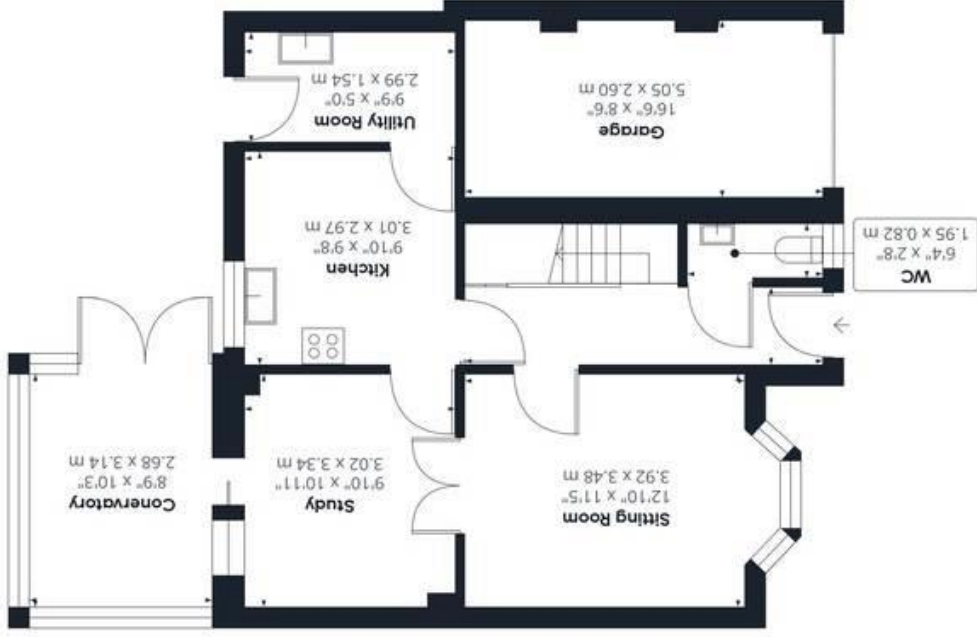 Sitting Room
12'10" x 11'5"
3.92 x 3.48 m
Study
9'10" x 10'11"
3.02 x 3.34 m
Conervatory
8'9" x 10'3"
2.68 x 3.14 m
WC
6'4" x 2'8"
1.95 x 0.82 m
Kitchen
9'10" x 9'8"
3.01 x 2.97 m
Garage
16'6" x 8'6"
5.05 x 2.60 m
Utility Room
9'9" x 5'0"
2.99 x 1.54 m